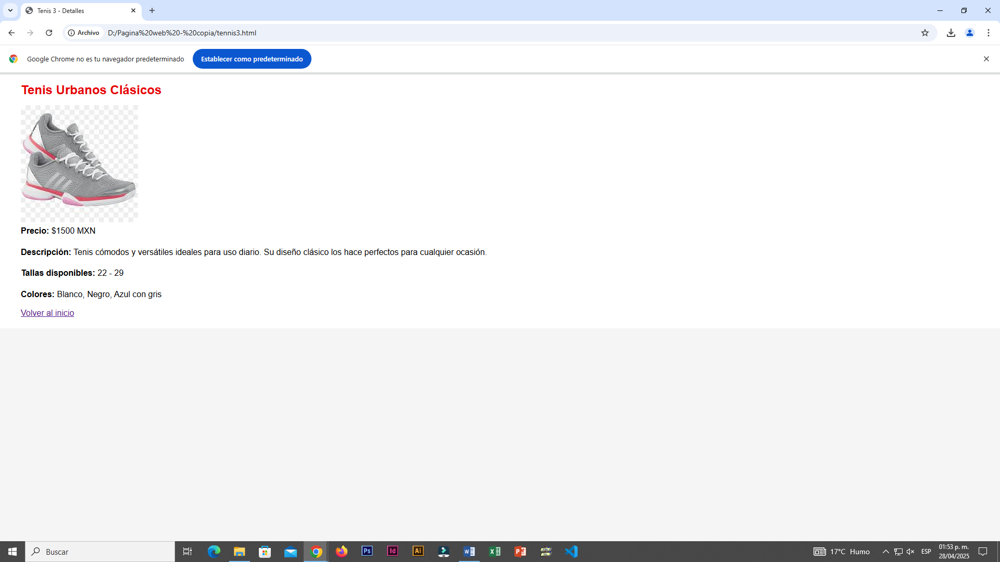 Tenis 3 - Detalles
Archivo
D:/Pagina%20web%20-%20copia/tennis3.html
Google Chrome no es tu navegador predeterminado
Establecer como predeterminado
Tenis Urbanos Clásicos
Precio: $1500 MXN
Descripción: Tenis cómodos y versátiles ideales para uso diario. Su diseño clásico los hace perfectos para cualquier ocasión.
Tallas disponibles: 22 - 29
Colores: Blanco, Negro, Azul con gris
Volver al inicio
Buscar
Ps
Id
Ai
17°C Humo
ESP
01:53 p. m.
28/04/2025